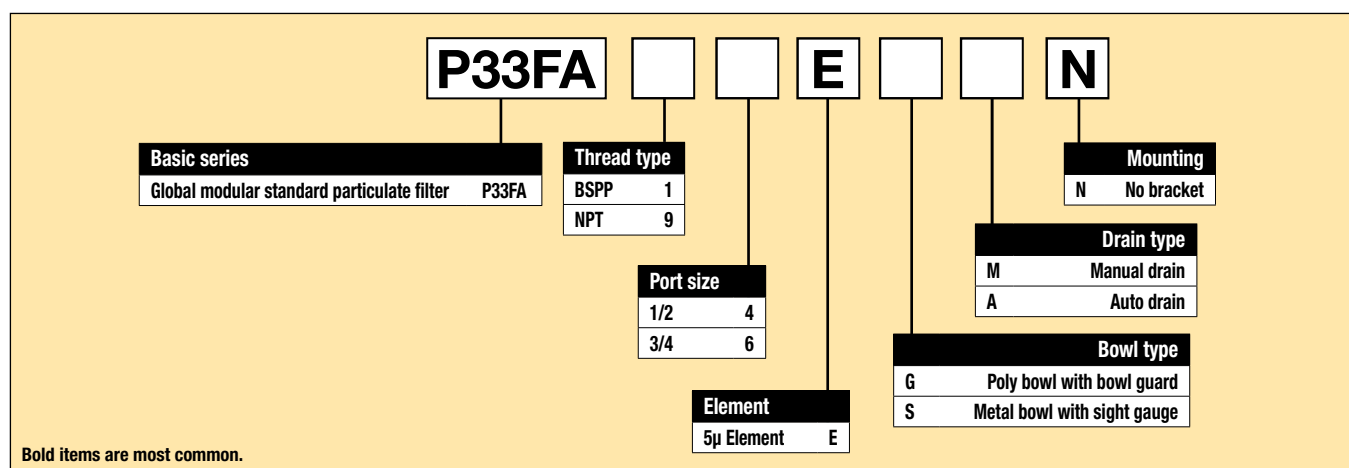 P33FA E N
Basic series
Global modular standard particulate filter P33FA
Thread type
BSPP 1
NPT 9
Port size
1/2 4
3/4 6
Element
5µ Element E
Mounting
N No bracket
Drain type
M Manual drain
A Auto drain
Bowl type
G Poly bowl with bowl guard
S Metal bowl with sight gauge
Bold items are most common.